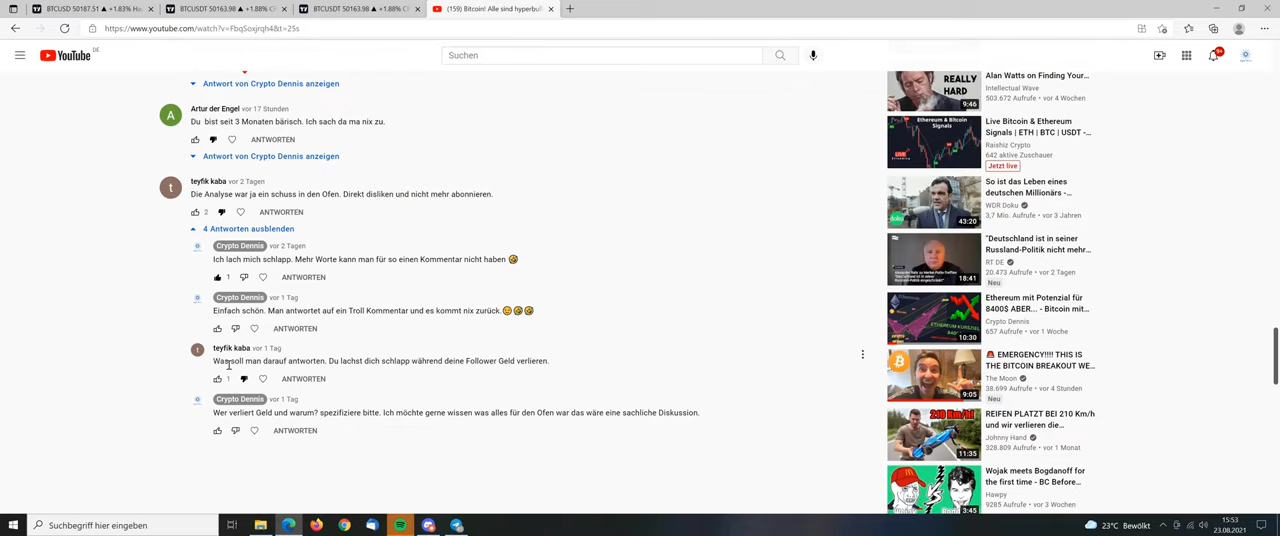 BTCUSD 50187.51 ▲ +1.83%
BTCUSDT 50163.98 ▲ +1.88%
BTCUSDT 50163.98 ▲ +1.88%
(159) Bitcoin! Alle sind hyperbull
https://www.youtube.com/watch?v=FbqSoxjrqh4&t=25s
YouTube DE
Suchen
9+
Antwort von Crypto Dennis anzeigen
Artur der Engel vor 17 Stunden
Du bist seit 3 Monaten bärisch. Ich sach da ma nix zu.
ANTWORTEN
Antwort von Crypto Dennis anzeigen
teyfik kaba vor 2 Tagen
Die Analyse war ja ein schuss in den Ofen. Direkt disliken und nicht mehr abonnieren.
2 ANTWORTEN
4 Antworten ausblenden
Crypto Dennis vor 2 Tagen
Ich lach mich schlapp. Mehr Worte kann man für so einen Kommentar nicht haben
1 ANTWORTEN
Crypto Dennis vor 1 Tag
Einfach schön. Man antwortet auf ein Troll Kommentar und es kommt nix zurück.
ANTWORTEN
teyfik kaba vor 1 Tag
Was soll man darauf antworten. Du lachst dich schlapp während deine Follower Geld verlieren.
1 ANTWORTEN
Crypto Dennis vor 1 Tag
Wer verliert Geld und warum? spezifiziere bitte. Ich möchte gerne wissen was alles für den Ofen war das wäre eine sachliche Diskussion.
ANTWORTEN
REALLY
HARD
9:46
Alan Watts on Finding Your...
Intellectual Wave
503.672 Aufrufe • vor 4 Wochen
Ethereum & Bitcoin
Signals
Live Bitcoin & Ethereum
Signals | ETH | BTC | USDT -...
Raishiz Crypto
642 aktive Zuschauer
Jetzt live
doku
43:20
So ist das Leben eines
deutschen Millionärs -...
WDR Doku
3,7 Mio. Aufrufe • vor 3 Jahren
18:41
"Deutschland ist in seiner
Russland-Politik nicht mehr...
RT DE
20.473 Aufrufe • vor 2 Tagen
Neu
ETHEREUM KURSZIEL
10:30
Ethereum mit Potenzial für
8400$ ABER... - Bitcoin mit...
Crypto Dennis
657 Aufrufe • vor 1 Woche
9:05
EMERGENCY!!!! THIS IS
THE BITCOIN BREAKOUT WE...
The Moon
38.699 Aufrufe • vor 4 Stunden
Neu
210 Km/h
11:35
REIFEN PLATZT BEI 210 Km/h
und wir verlieren die...
Johnny Hand
328.809 Aufrufe • vor 1 Monat
3:45
Wojak meets Bogdanoff for
the first time - BC Before...
Hawpy
9285 Aufrufe • vor 3 Wochen
Suchbegriff hier eingeben
23°C Bewölkt
15:53
23.08.2021